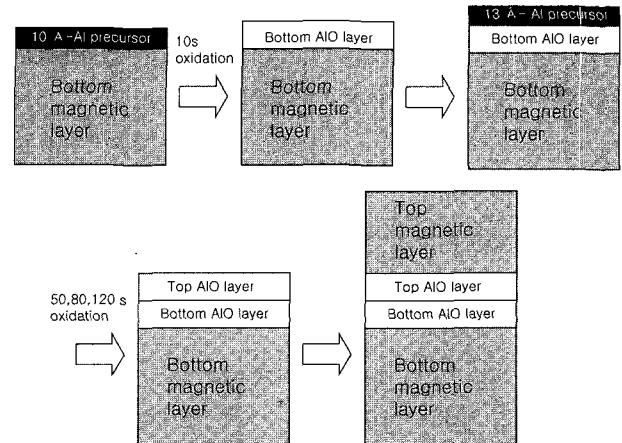 10 Å-Al precursor
Bottom
magnetic
layer
10s
oxidation
Bottom AlO layer
Bottom
magnetic
layer
13 Å-Al precursor
Bottom AlO layer
Bottom
magnetic
layer
50,80,120 s
oxidation
Top AlO layer
Bottom AlO layer
Bottom
magnetic
layer
Top
magnetic
layer
Top AlO layer
Bottom AlO layer
Bottom
magnetic
layer